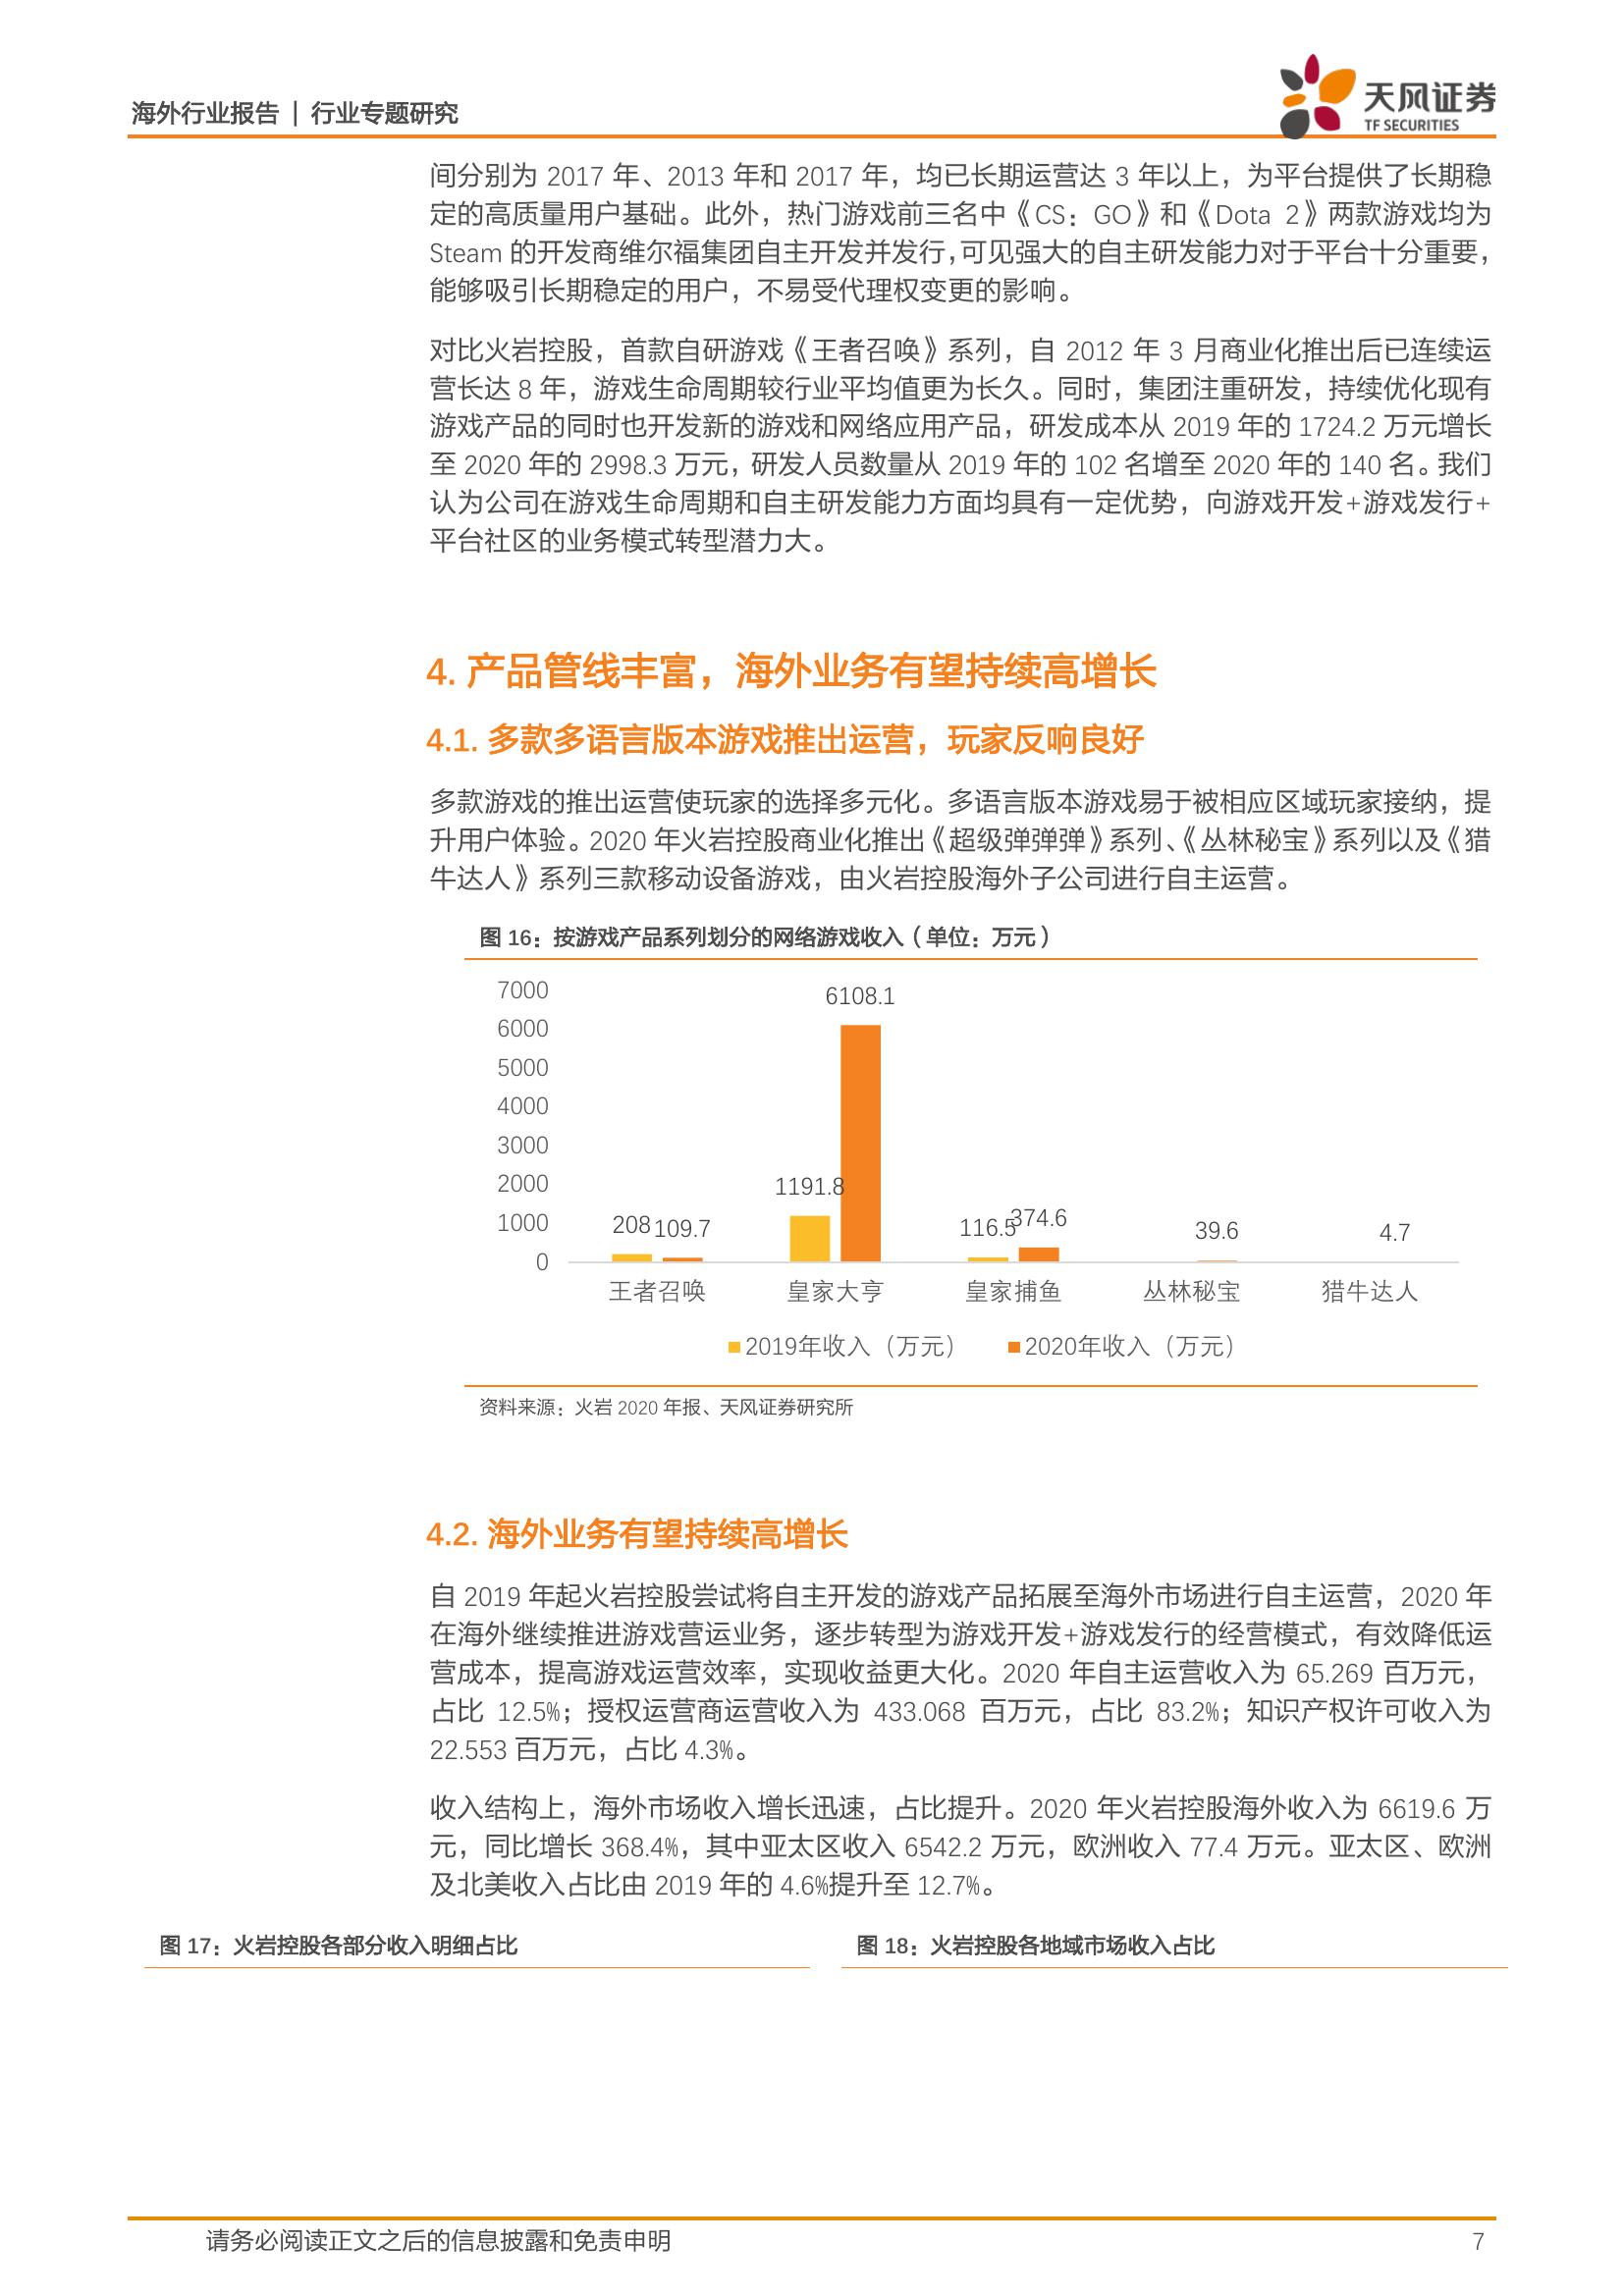 海外行业报告 | 行业专题研究
天风证券
TF SECURITIES
间分别为 2017 年、2013 年和 2017 年，均已长期运营达 3 年以上，为平台提供了长期稳
定的高质量用户基础。此外，热门游戏前三名中《CS：GO》和《Dota 2》两款游戏均为
Steam 的开发商维尔福集团自主开发并发行，可见强大的自主研发能力对于平台十分重要，
能够吸引长期稳定的用户，不易受代理权变更的影响。
对比火岩控股，首款自研游戏《王者召唤》系列，自 2012 年 3 月商业化推出后已连续运
营长达 8 年，游戏生命周期较行业平均值更为长久。同时，集团注重研发，持续优化现有
游戏产品的同时也开发新的游戏和网络应用产品，研发成本从 2019 年的 1724.2 万元增长
至 2020 年的 2998.3 万元，研发人员数量从 2019 年的 102 名增至 2020 年的 140 名。我们
认为公司在游戏生命周期和自主研发能力方面均具有一定优势，向游戏开发+游戏发行+
平台社区的业务模式转型潜力大。
4. 产品管线丰富，海外业务有望持续高增长
4.1. 多款多语言版本游戏推出运营，玩家反响良好
多款游戏的推出运营使玩家的选择多元化。多语言版本游戏易于被相应区域玩家接纳，提
升用户体验。2020 年火岩控股商业化推出《超级弹弹弹》系列、《丛林秘宝》系列以及《猎
牛达人》系列三款移动设备游戏，由火岩控股海外子公司进行自主运营。
图 16：按游戏产品系列划分的网络游戏收入（单位：万元）
7000
6000
5000
4000
3000
2000
1000
0
208
109.7
1191.8
6108.1
116.5
374.6
39.6
4.7
王者召唤
皇家大亨
皇家捕鱼
丛林秘宝
猎牛达人
2019年收入（万元）
2020年收入（万元）
资料来源：火岩 2020 年报、天风证券研究所
4.2. 海外业务有望持续高增长
自 2019 年起火岩控股尝试将自主开发的游戏产品拓展至海外市场进行自主运营，2020 年
在海外继续推进游戏营运业务，逐步转型为游戏开发+游戏发行的经营模式，有效降低运
营成本，提高游戏运营效率，实现收益更大化。2020 年自主运营收入为 65.269 百万元，
占比 12.5%；授权运营商运营收入为 433.068 百万元，占比 83.2%；知识产权许可收入为
22.553 百万元，占比 4.3%。
收入结构上，海外市场收入增长迅速，占比提升。2020 年火岩控股海外收入为 6619.6 万
元，同比增长 368.4%，其中亚太区收入 6542.2 万元，欧洲收入 77.4 万元。亚太区、欧洲
及北美收入占比由 2019 年的 4.6%提升至 12.7%。
图 17：火岩控股各部分收入明细占比
图 18：火岩控股各地域市场收入占比
请务必阅读正文之后的信息披露和免责申明
7